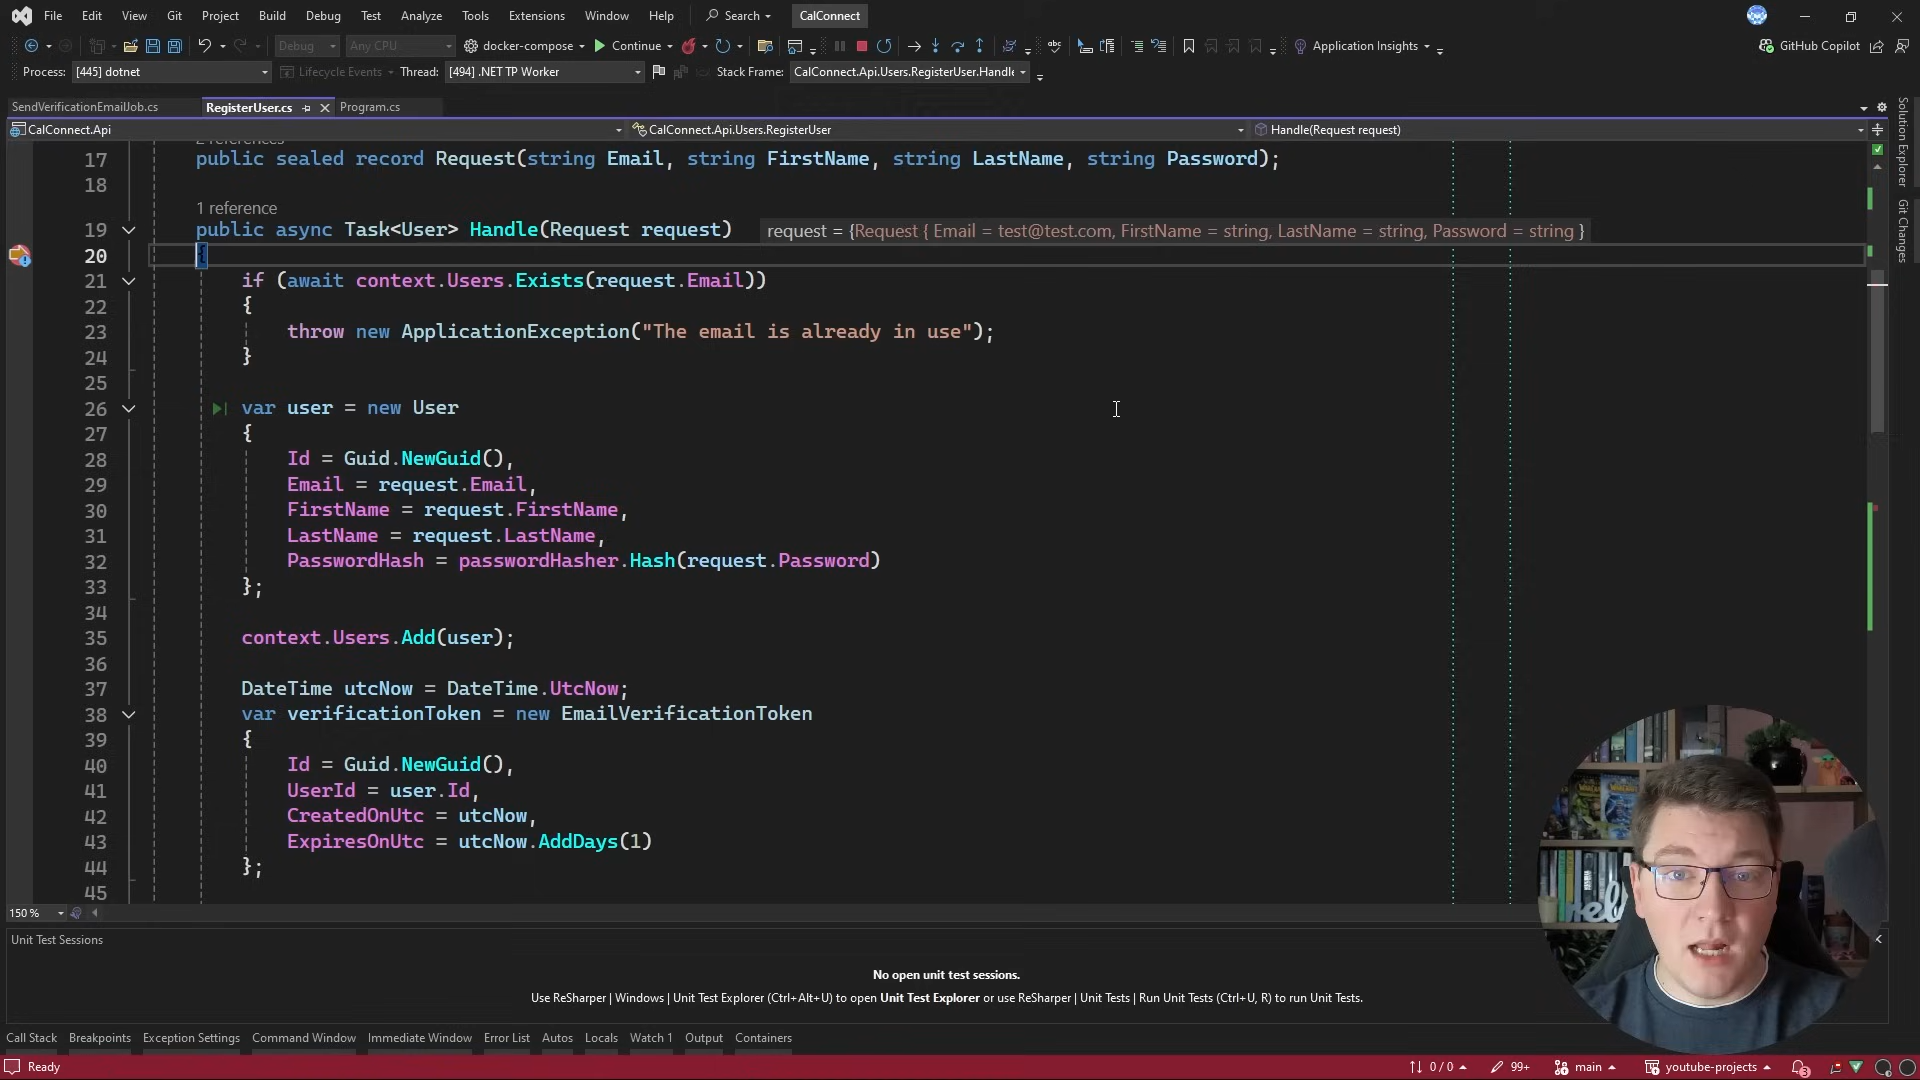 File Edit View Git Project Build Debug Test Analyze Tools Extensions Window Help Search CalConnect
Debug Any CPU docker-compose Continue Application Insights GitHub Copilot
Process: [445] dotnet Lifecycle Events Thread: [494] .NET TP Worker Stack Frame: CalConnect.Api.Users.RegisterUser.Handle
SendVerificationEmailJob.cs RegisterUser.cs Program.cs
CalConnect.Api CalConnect.Api.Users.RegisterUser Handle(Request request)
Solution Explorer
Git Changes
2 references
17 public sealed record Request(string Email, string FirstName, string LastName, string Password);
18
1 reference
19 public async Task<User> Handle(Request request) request = {Request { Email = test@test.com, FirstName = string, LastName = string, Password = string }
20 {
21 if (await context.Users.Exists(request.Email))
22 {
23 throw new ApplicationException("The email is already in use");
24 }
25
26 var user = new User
27 {
28 Id = Guid.NewGuid(),
29 Email = request.Email,
30 FirstName = request.FirstName,
31 LastName = request.LastName,
32 PasswordHash = passwordHasher.Hash(request.Password)
33 };
34
35 context.Users.Add(user);
36
37 DateTime utcNow = DateTime.UtcNow;
38 var verificationToken = new EmailVerificationToken
39 {
40 Id = Guid.NewGuid(),
41 UserId = user.Id,
42 CreatedOnUtc = utcNow,
43 ExpiresOnUtc = utcNow.AddDays(1)
44 };
45
150 %
Unit Test Sessions
No open unit test sessions.
Use ReSharper | Windows | Unit Test Explorer (Ctrl+Alt+U) to open Unit Test Explorer or use ReSharper | Unit Tests | Run Unit Tests (Ctrl+U, R) to run Unit Tests.
Call Stack Breakpoints Exception Settings Command Window Immediate Window Error List Autos Locals Watch 1 Output Containers
Ready 0 / 0 99+ main youtube-projects 3